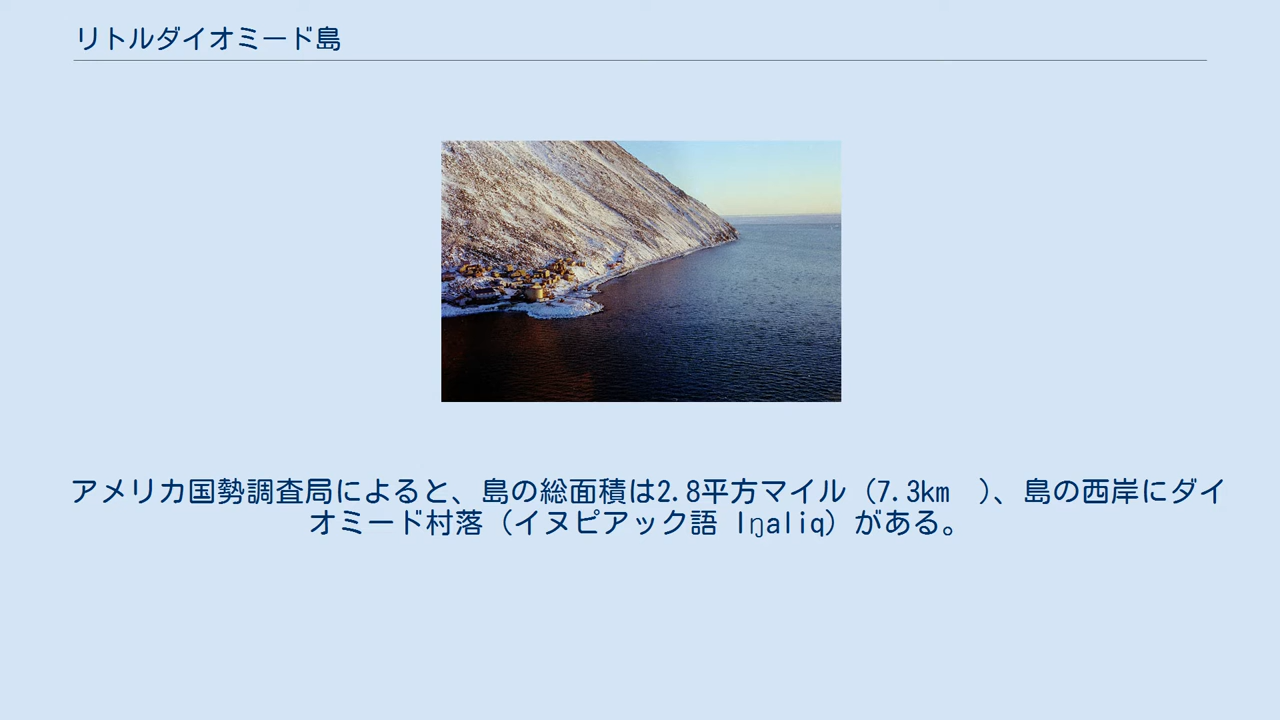 リトルダイオミード島
アメリカ国勢調査局によると、島の総面積は2.8平方マイル（7.3km　）、島の西岸にダイ
オミード村落（イヌピアック語 Iŋaliq）がある。